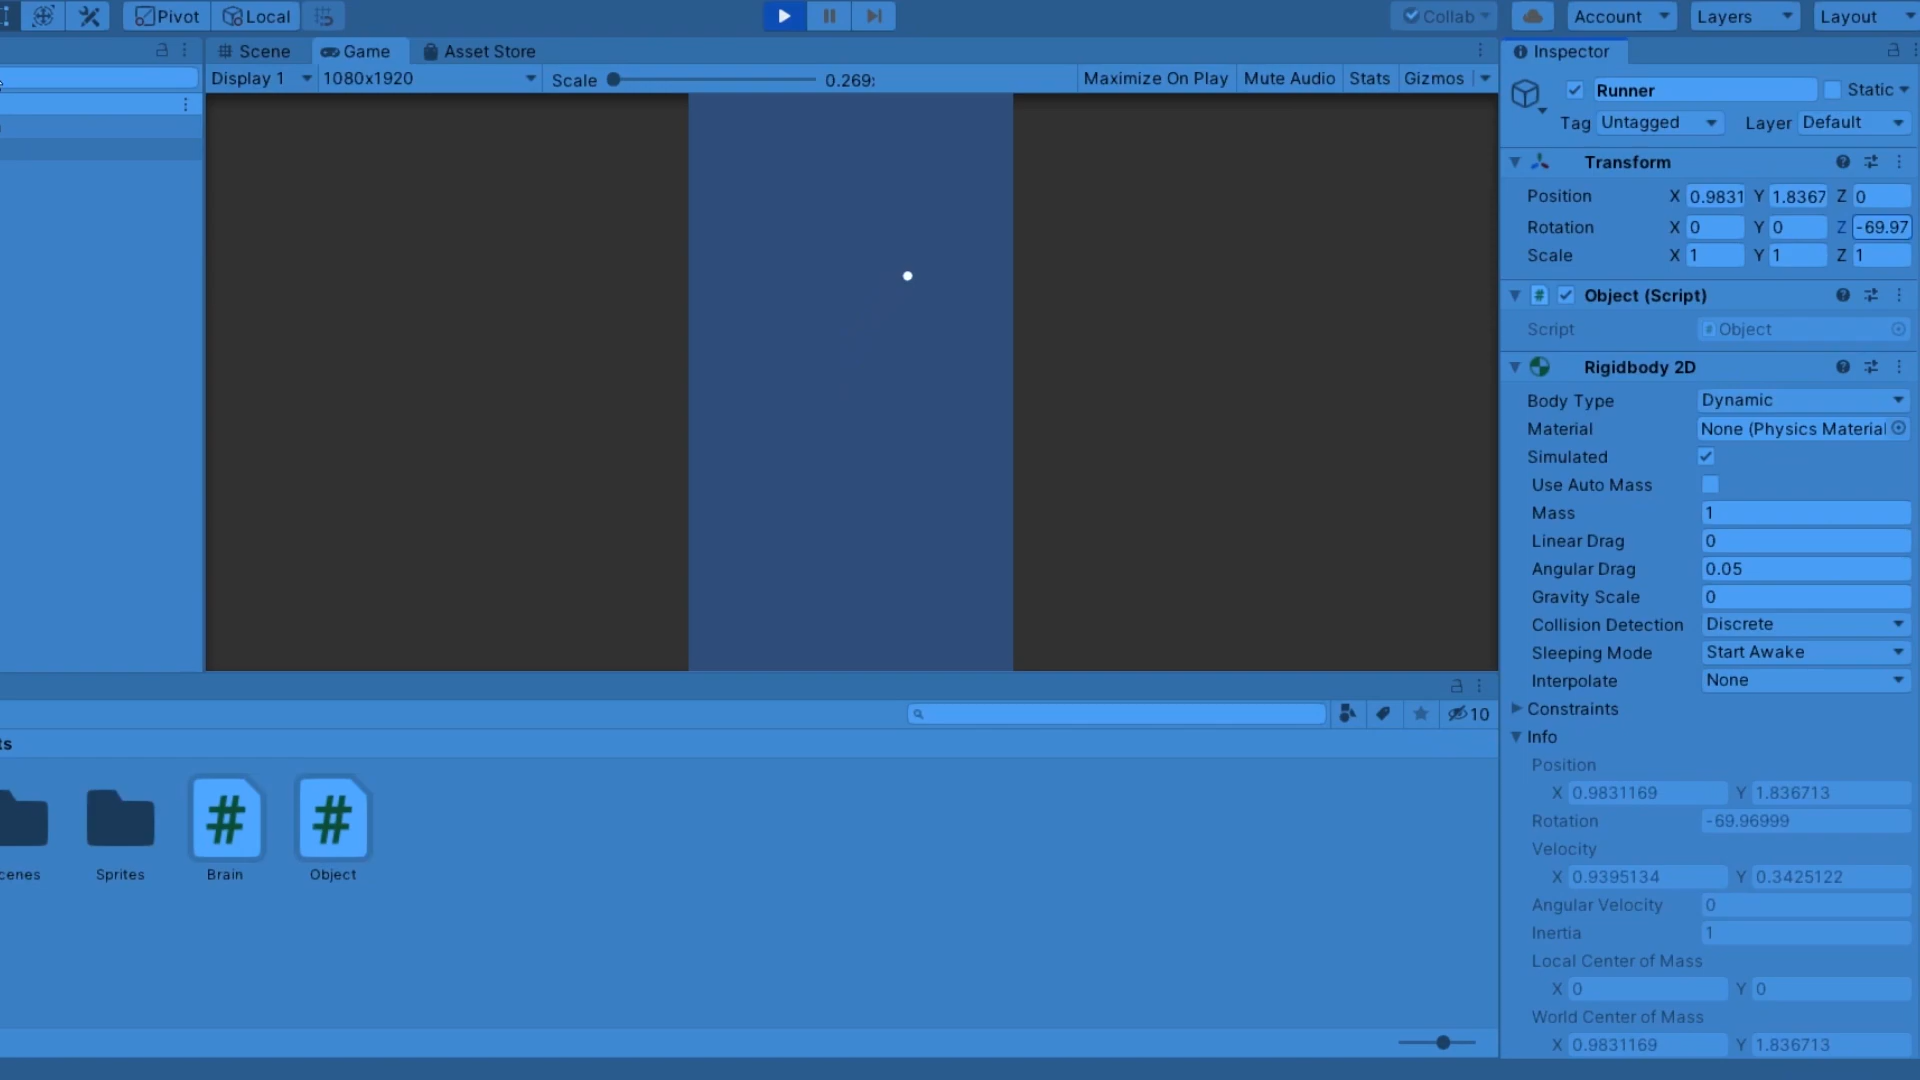 Pivot Local Collab Account Layers Layout
Scene Game Asset Store Inspector
Display 1 1080x1920 Scale 0.269: Maximize On Play Mute Audio Stats Gizmos
Runner Static
Tag Untagged Layer Default
Transform
Position X 0.9831 Y 1.8367 Z 0
Rotation X 0 Y 0 Z -69.97
Scale X 1 Y 1 Z 1
# Object (Script)
Script # Object
Rigidbody 2D
Body Type Dynamic
Material None (Physics Material
Simulated
Use Auto Mass
Mass 1
Linear Drag 0
Angular Drag 0.05
Gravity Scale 0
Collision Detection Discrete
Sleeping Mode Start Awake
Interpolate None
Constraints
Info
Position
X 0.9831169 Y 1.836713
Rotation -69.96999
Velocity
X 0.9395134 Y 0.3425122
Angular Velocity 0
Inertia 1
Local Center of Mass
X 0 Y 0
World Center of Mass
X 0.9831169 Y 1.836713
10
ts
# #
cenes Sprites Brain Object